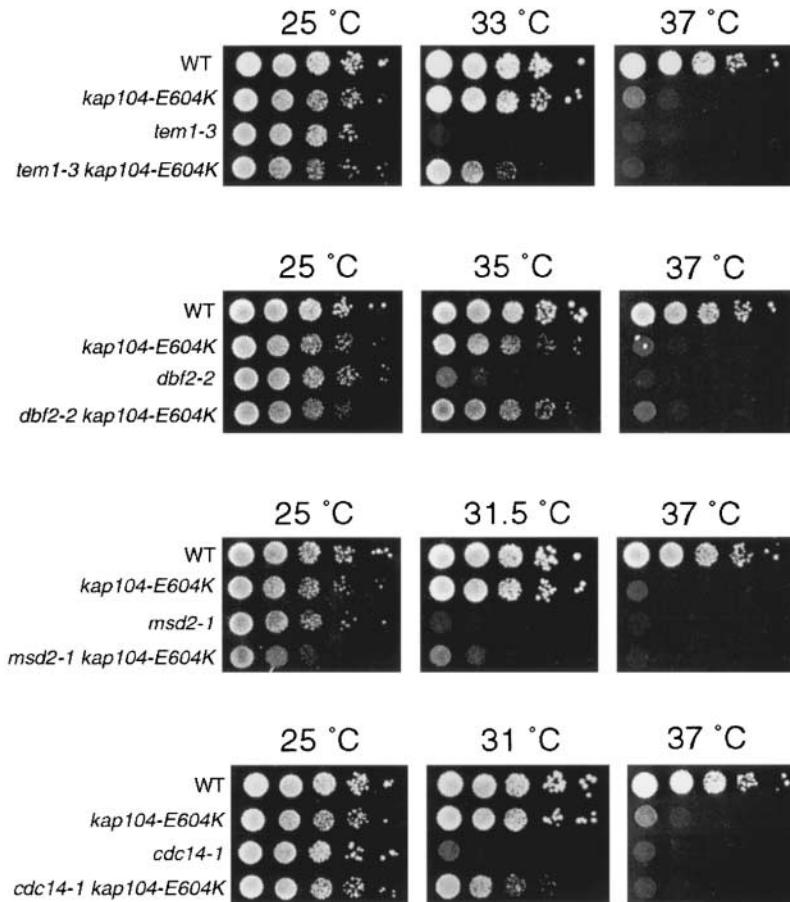 25 °C 33 °C 37 °C
WT
kap104-E604K
tem1-3
tem1-3 kap104-E604K
25 °C 35 °C 37 °C
WT
kap104-E604K
dbf2-2
dbf2-2 kap104-E604K
25 °C 31.5 °C 37 °C
WT
kap104-E604K
msd2-1
msd2-1 kap104-E604K
25 °C 31 °C 37 °C
WT
kap104-E604K
cdc14-1
cdc14-1 kap104-E604K